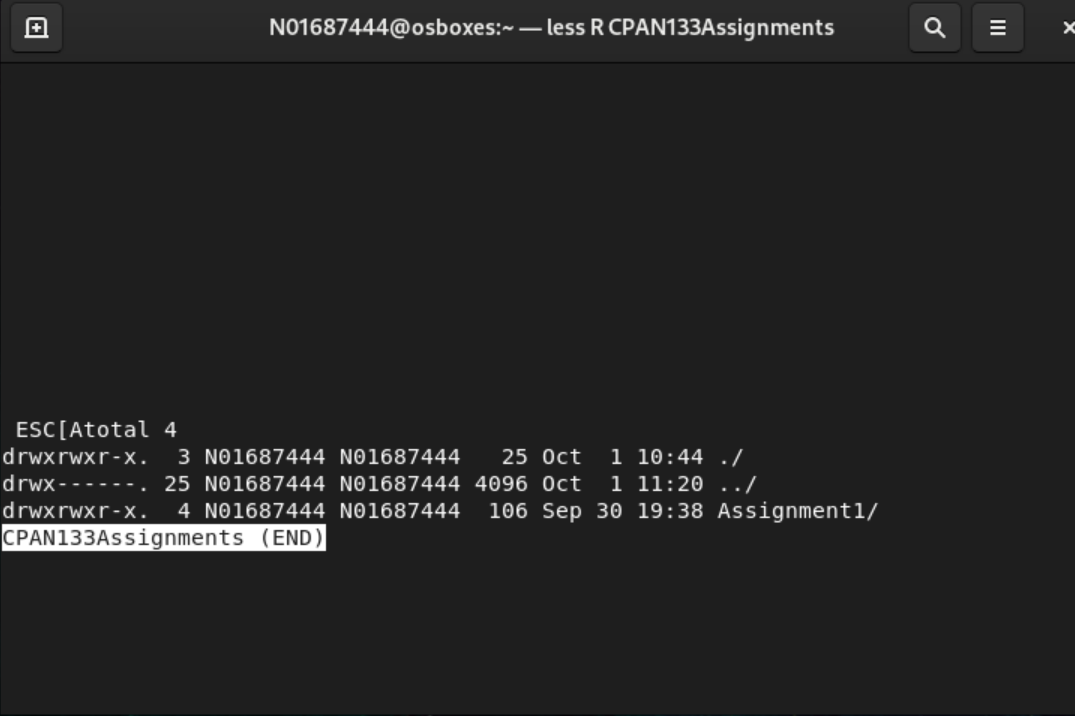 N01687444@osboxes:~ — less R CPAN133Assignments
ESC[Atotal 4
drwxrwxr-x.  3 N01687444 N01687444   25 Oct  1 10:44 ./
drwx------. 25 N01687444 N01687444 4096 Oct  1 11:20 ../
drwxrwxr-x.  4 N01687444 N01687444  106 Sep 30 19:38 Assignment1/
CPAN133Assignments (END)